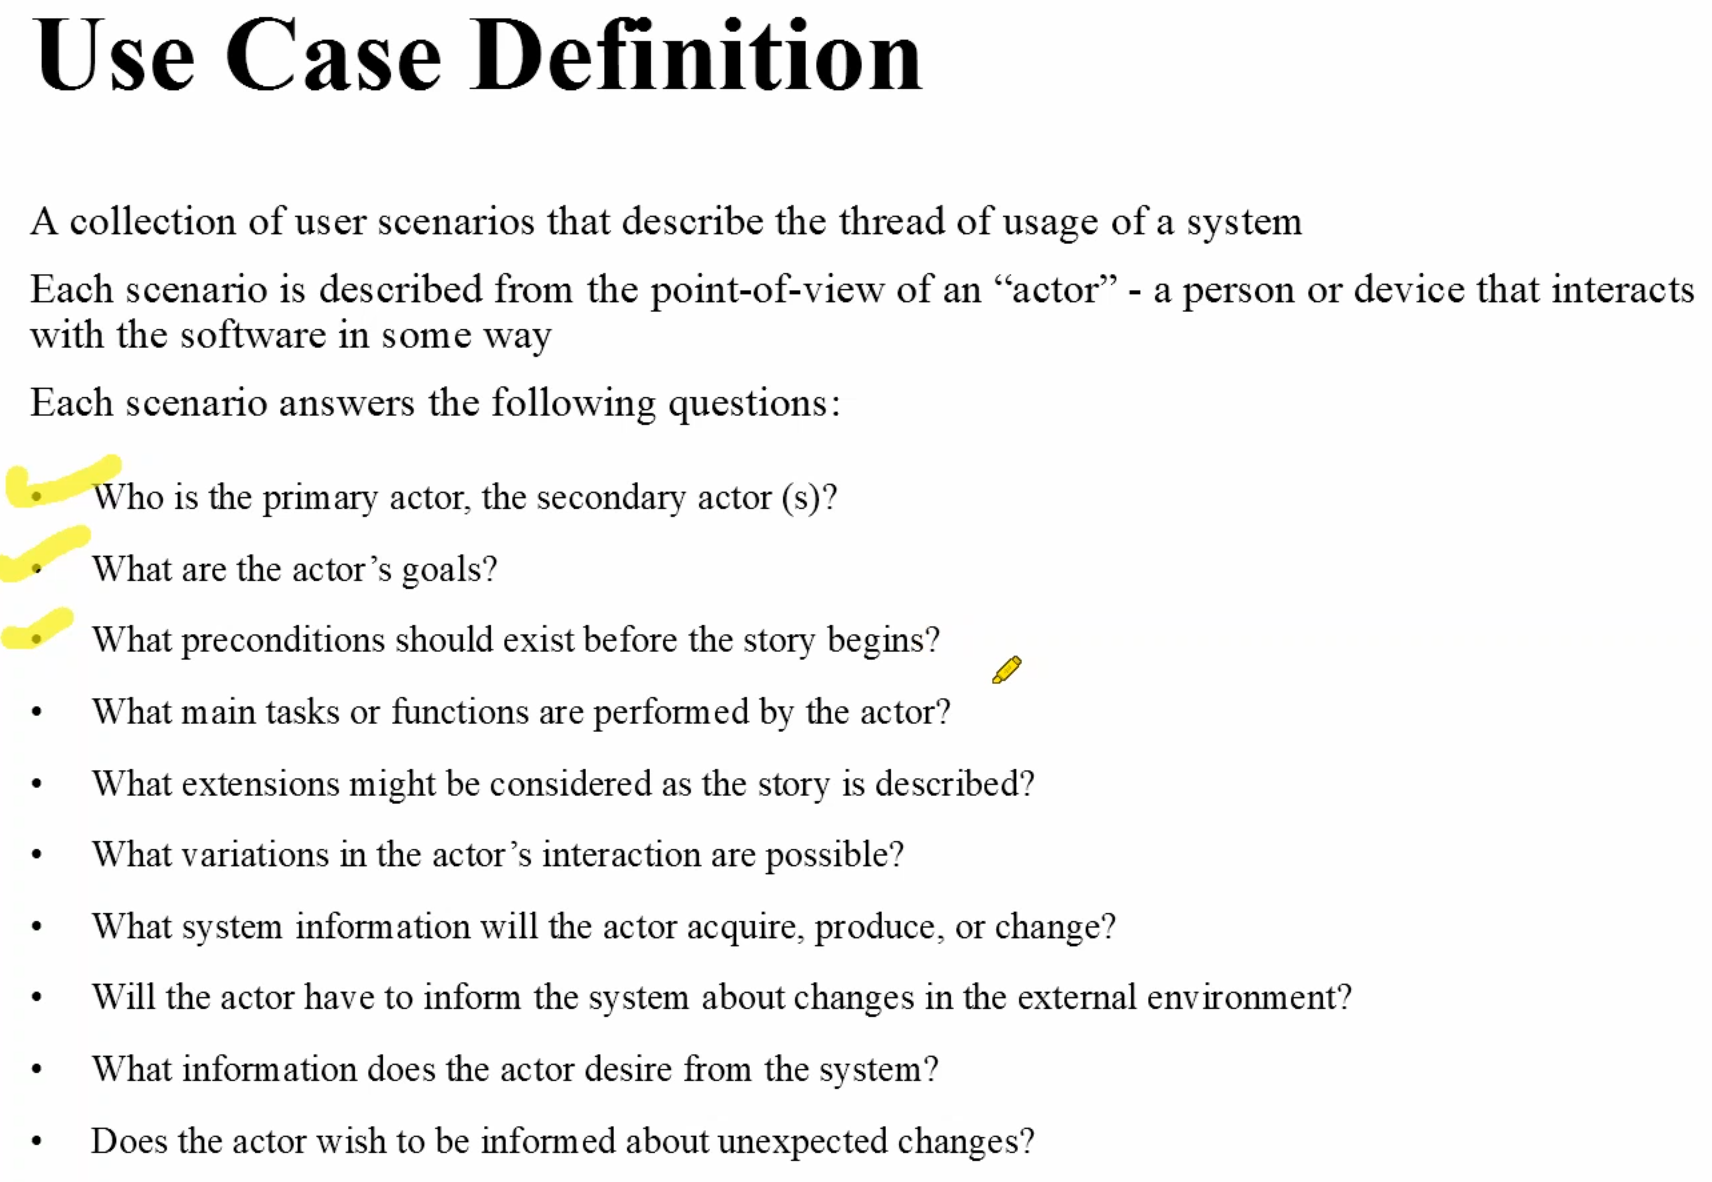 Use Case Definition
A collection of user scenarios that describe the thread of usage of a system
Each scenario is described from the point-of-view of an “actor” - a person or device that interacts
with the software in some way
Each scenario answers the following questions:
• Who is the primary actor, the secondary actor (s)?
• What are the actor’s goals?
• What preconditions should exist before the story begins?
• What main tasks or functions are performed by the actor?
• What extensions might be considered as the story is described?
• What variations in the actor’s interaction are possible?
• What system information will the actor acquire, produce, or change?
• Will the actor have to inform the system about changes in the external environment?
• What information does the actor desire from the system?
• Does the actor wish to be informed about unexpected changes?